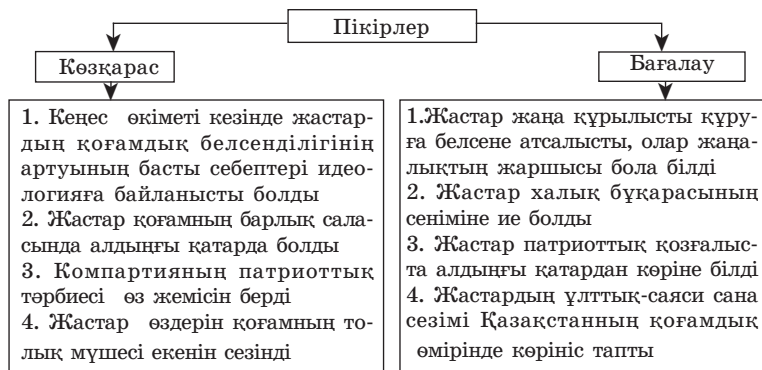 Пікірлер
Көзқарас
Бағалау
1. Кеңес өкіметі кезінде жастар-
дың қоғамдық белсенділігінің
артуының басты себептері идео-
логияға байланысты болды
2. Жастар қоғамның барлық сала-
сында алдыңғы қатарда болды
3. Компартияның патриоттық
тәрбиесі өз жемісін берді
4. Жастар өздерін қоғамның то-
лық мүшесі екенін сезінді
1.Жастар жаңа құрылысты құру-
ға белсене атсалысты, олар жаңа-
лықтың жаршысы бола білді
2. Жастар халық бұқарасының
сеніміне ие болды
3. Жастар патриоттық қозғалыс-
та алдыңғы қатардан көріне білді
4. Жастардың ұлттық-саяси сана
сезімі Қазақстанның қоғамдық
өмірінде көрініс тапты